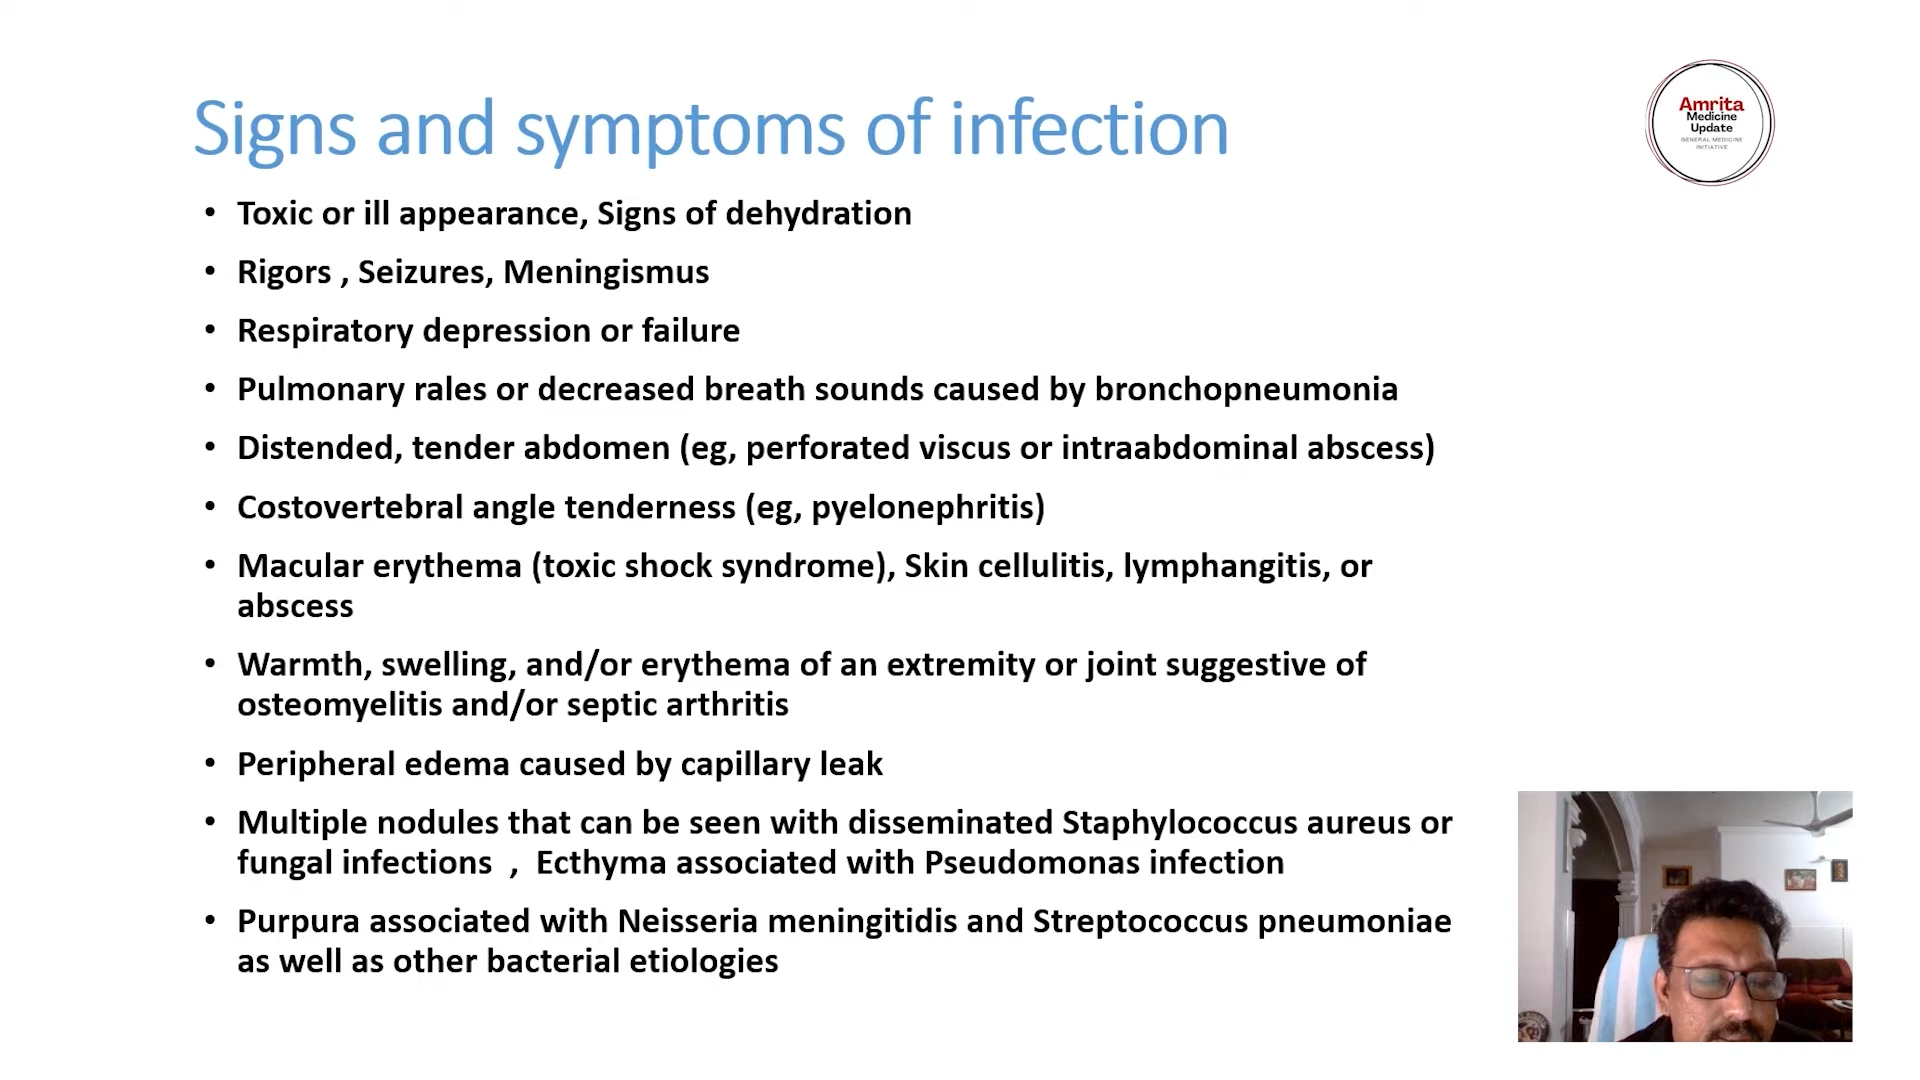 Signs and symptoms of infection
Amrita
Medicine
Update
GENERAL MEDICINE
INITIATIVE
• Toxic or ill appearance, Signs of dehydration
• Rigors , Seizures, Meningismus
• Respiratory depression or failure
• Pulmonary rales or decreased breath sounds caused by bronchopneumonia
• Distended, tender abdomen (eg, perforated viscus or intraabdominal abscess)
• Costovertebral angle tenderness (eg, pyelonephritis)
• Macular erythema (toxic shock syndrome), Skin cellulitis, lymphangitis, or
abscess
• Warmth, swelling, and/or erythema of an extremity or joint suggestive of
osteomyelitis and/or septic arthritis
• Peripheral edema caused by capillary leak
• Multiple nodules that can be seen with disseminated Staphylococcus aureus or
fungal infections , Ecthyma associated with Pseudomonas infection
• Purpura associated with Neisseria meningitidis and Streptococcus pneumoniae
as well as other bacterial etiologies